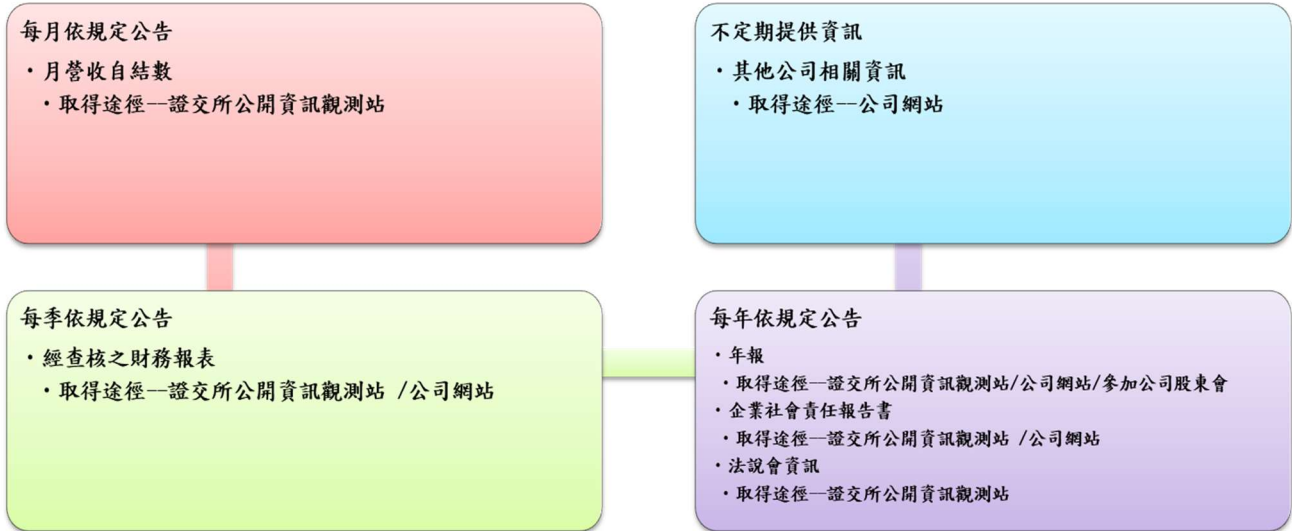 每月依規定公告
・月營收自結數
・取得途徑--證交所公開資訊觀測站
每季依規定公告
・經查核之財務報表
・取得途徑--證交所公開資訊觀測站 /公司網站
每年依規定公告
・年報
・取得途徑--證交所公開資訊觀測站/公司網站/參加公司股東會
・企業社會責任報告書
・取得途徑--證交所公開資訊觀測站 /公司網站
・法說會資訊
・取得途徑--證交所公開資訊觀測站
不定期提供資訊
・其他公司相關資訊
・取得途徑--公司網站